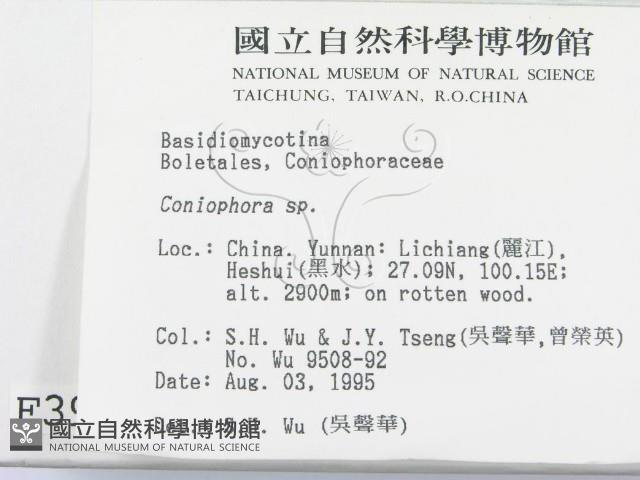 國立自然科學博物館
NATIONAL MUSEUM OF NATURAL SCIENCE
TAICHUNG, TAIWAN, R.O.CHINA
Basidiomycotina
Boletales, Coniophoraceae
Coniophora sp.
Loc.: China. Yunnan: Lichiang(麗江),
Heshui(黑水); 27.09N, 100.15E;
alt. 2900m; on rotten wood.
Col.: S.H. Wu & J.Y. Tseng(吳聲華,曾榮英)
No. Wu 9508-92
Date: Aug. 03, 1995
Wu (吳聲華)
國立自然科學博物館
NATIONAL MUSEUM OF NATURAL SCIENCE